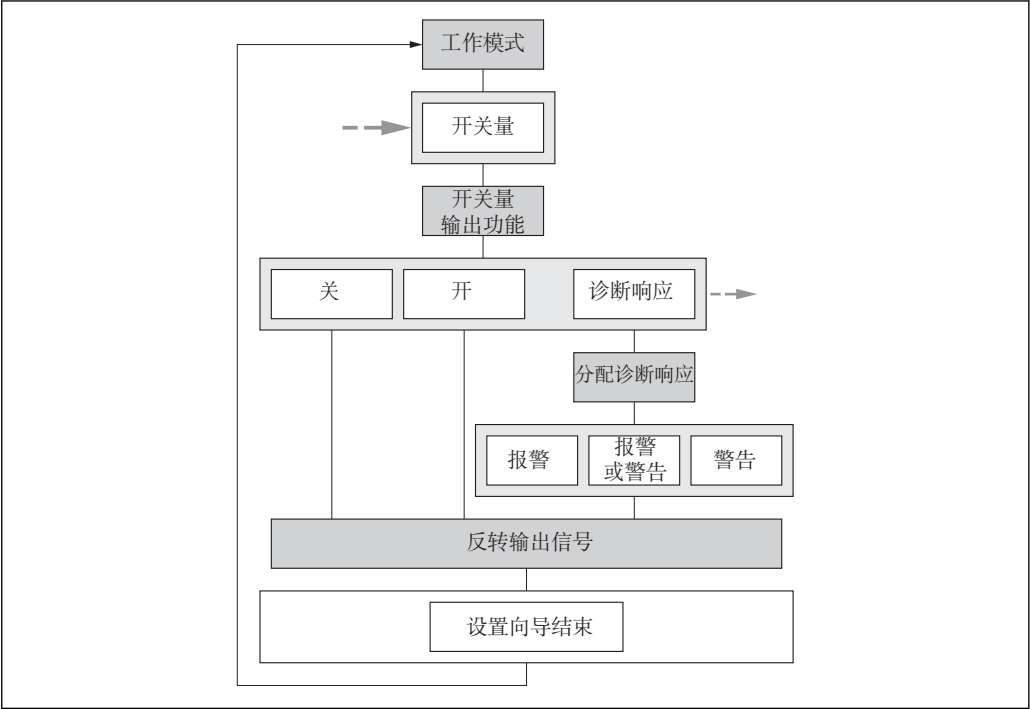 工作模式
开关量
开关量
输出功能
关
开
诊断响应
分配诊断响应
报警
报警
或警告
警告
反转输出信号
设置向导结束